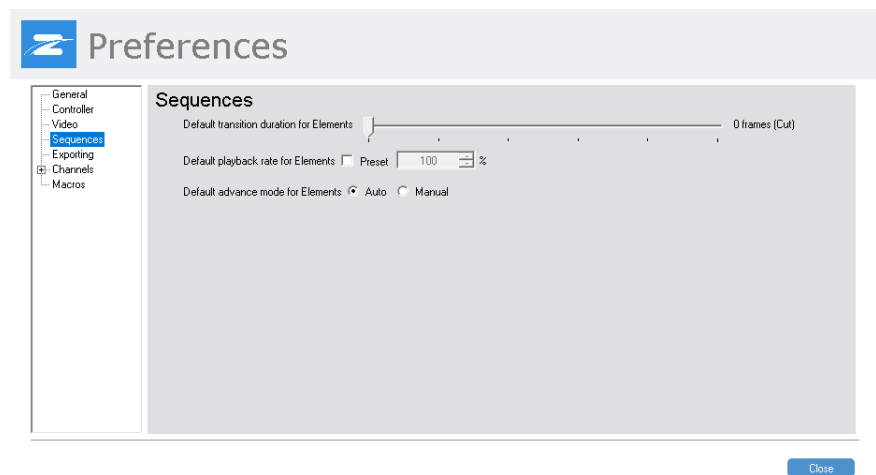 Preferences
General
Controller
Video
Sequences
Exporting
Channels
Macros
Sequences
Default transition duration for Elements 0 frames (Cut)
Default playback rate for Elements Preset 100 %
Default advance mode for Elements Auto Manual
Close